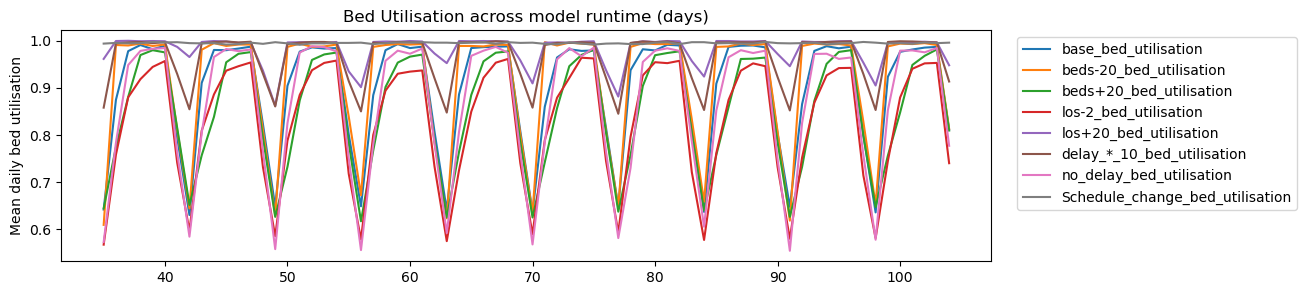 Bed Utilisation across model runtime (days)
Mean daily bed utilisation
1.0
0.9
0.8
0.7
0.6
40 50 60 70 80 90 100
base_bed_utilisation
beds-20_bed_utilisation
beds+20_bed_utilisation
los-2_bed_utilisation
los+20_bed_utilisation
delay_*_10_bed_utilisation
no_delay_bed_utilisation
Schedule_change_bed_utilisation